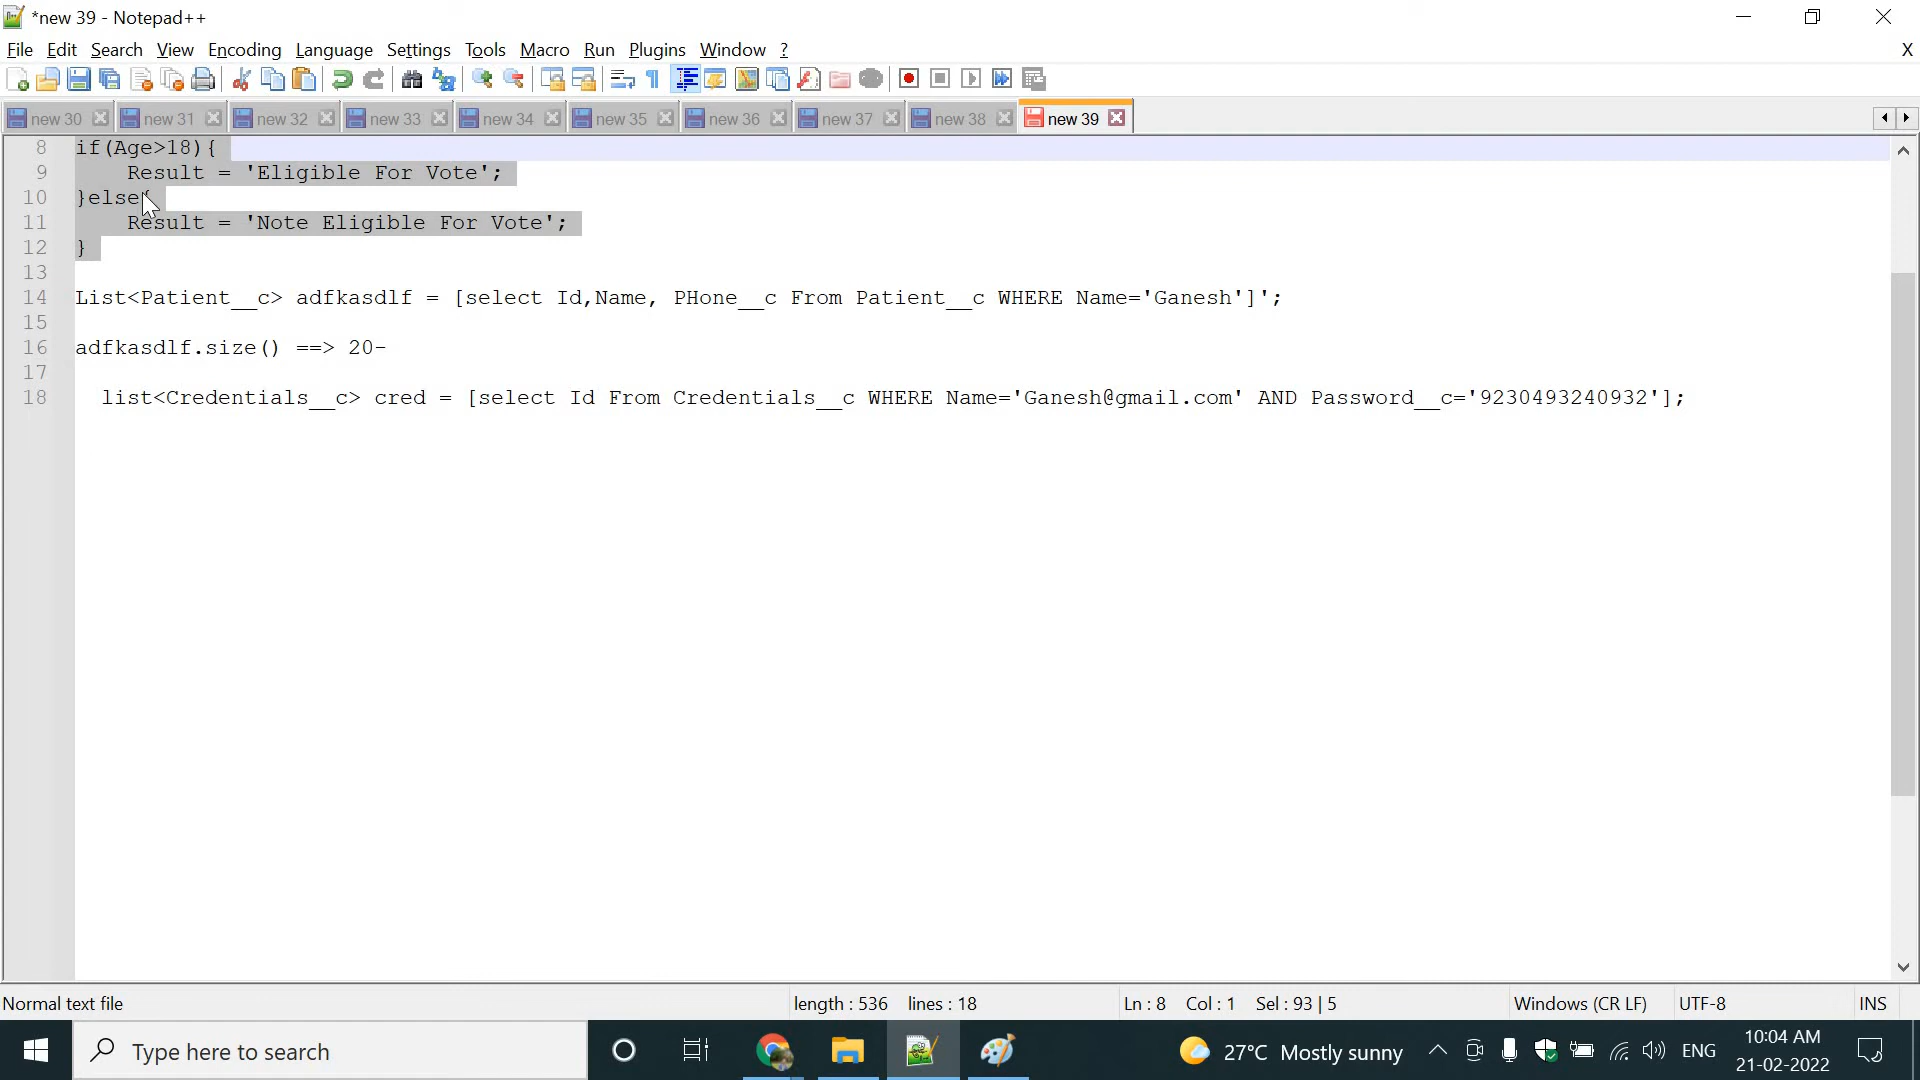 *new 39 - Notepad++
File Edit Search View Encoding Language Settings Tools Macro Run Plugins Window ? X
new 30 new 31 new 32 new 33 new 34 new 35 new 36 new 37 new 38 new 39
8 if(Age>18){
9 Result = 'Eligible For Vote';
10 }else{
11 Result = 'Note Eligible For Vote';
12 }
13
14 List<Patient__c> adfkasdlf = [select Id,Name, PHone__c From Patient__c WHERE Name='Ganesh']';
15
16 adfkasdlf.size() ==> 20-
17
18 list<Credentials__c> cred = [select Id From Credentials__c WHERE Name='Ganesh@gmail.com' AND Password__c='9230493240932'];
Normal text file length : 536 lines : 18 Ln : 8 Col : 1 Sel : 93 | 5 Windows (CR LF) UTF-8 INS
Type here to search 27°C Mostly sunny ENG 10:04 AM
21-02-2022